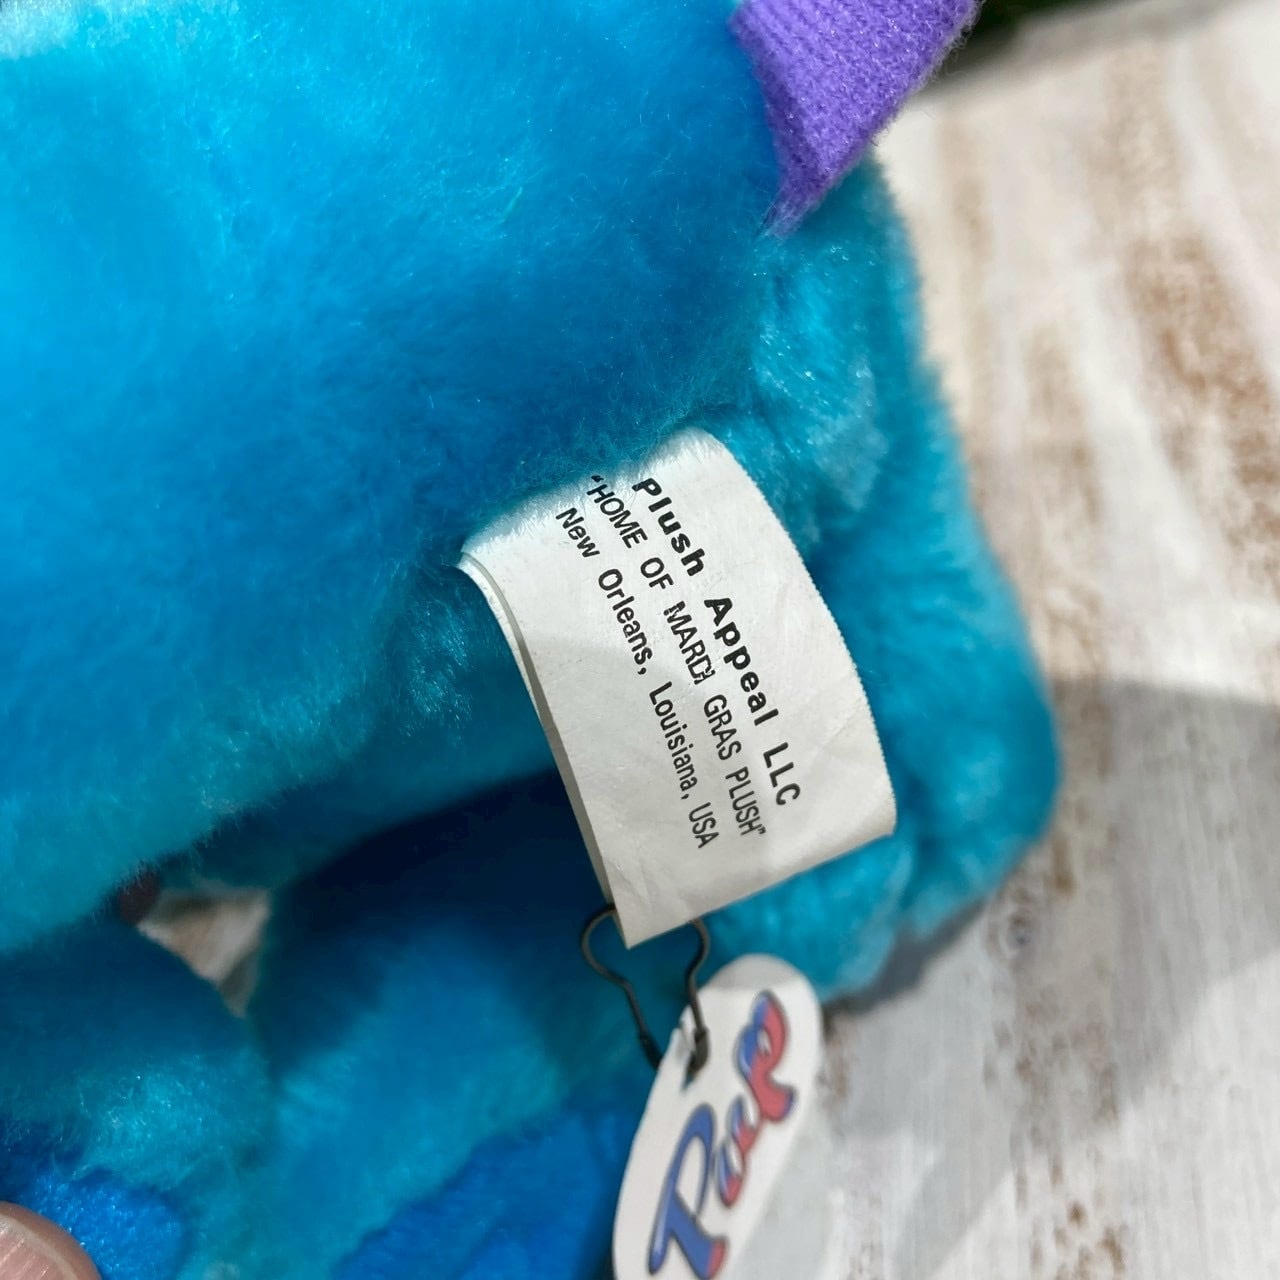 Plush Appeal LLC
"HOME OF MARDI GRAS PLUSH"
New Orleans, Louisiana, USA